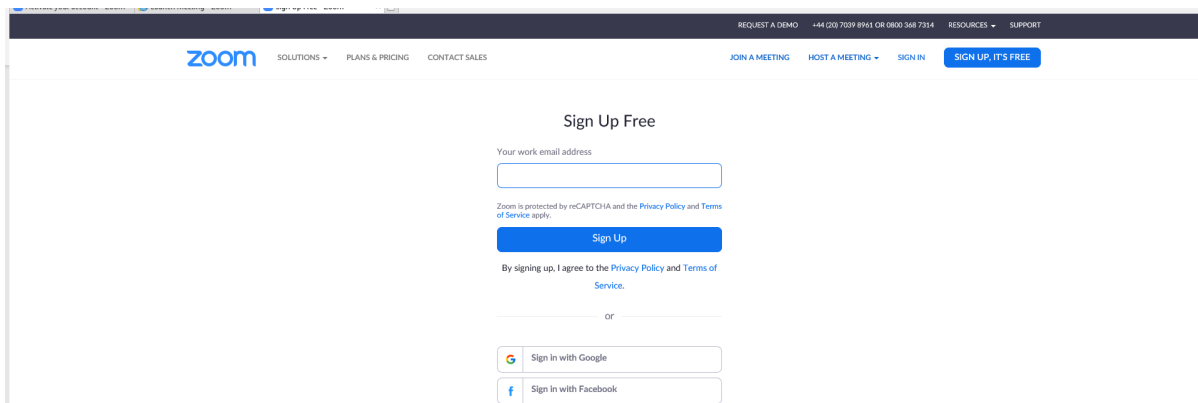 REQUEST A DEMO +44 (20) 7039 8961 OR 0800 368 7314 RESOURCES SUPPORT
zoom SOLUTIONS PLANS & PRICING CONTACT SALES JOIN A MEETING HOST A MEETING SIGN IN SIGN UP, IT'S FREE
Sign Up Free
Your work email address
Zoom is protected by reCAPTCHA and the Privacy Policy and Terms
of Service apply.
Sign Up
By signing up, I agree to the Privacy Policy and Terms of
Service.
or
Sign in with Google
Sign in with Facebook